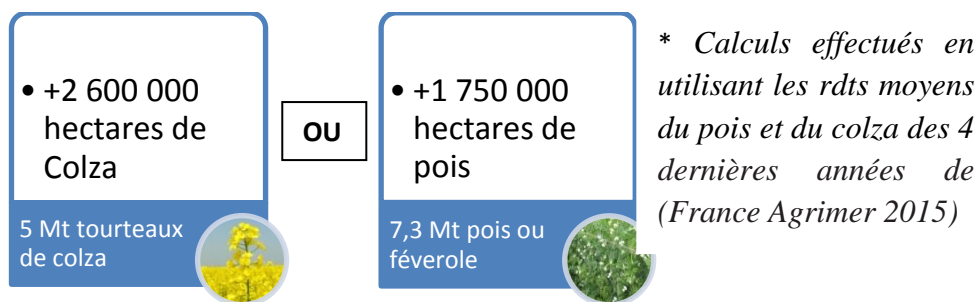 • +2 600 000
hectares de
Colza
5 Mt tourteaux
de colza
OU
• +1 750 000
hectares de
pois
7,3 Mt pois ou
féverole
* Calculs effectués en
utilisant les rdts moyens
du pois et du colza des 4
dernières années de
(France Agrimer 2015)